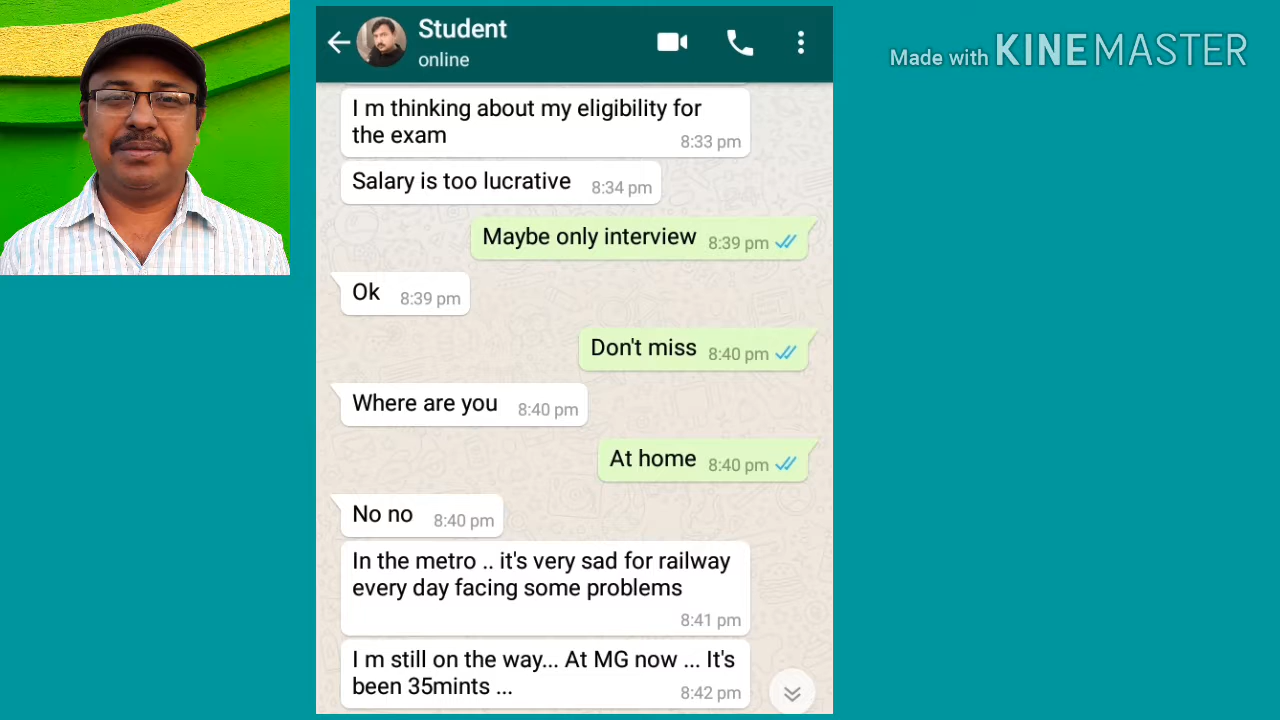 Student
online
Made with KINEMASTER
I m thinking about my eligibility for
the exam
8:33 pm
Salary is too lucrative 8:34 pm
Maybe only interview 8:39 pm
Ok 8:39 pm
Don't miss 8:40 pm
Where are you 8:40 pm
At home 8:40 pm
No no 8:40 pm
In the metro .. it's very sad for railway
every day facing some problems
8:41 pm
I m still on the way... At MG now ... It's
been 35mints ... 8:42 pm